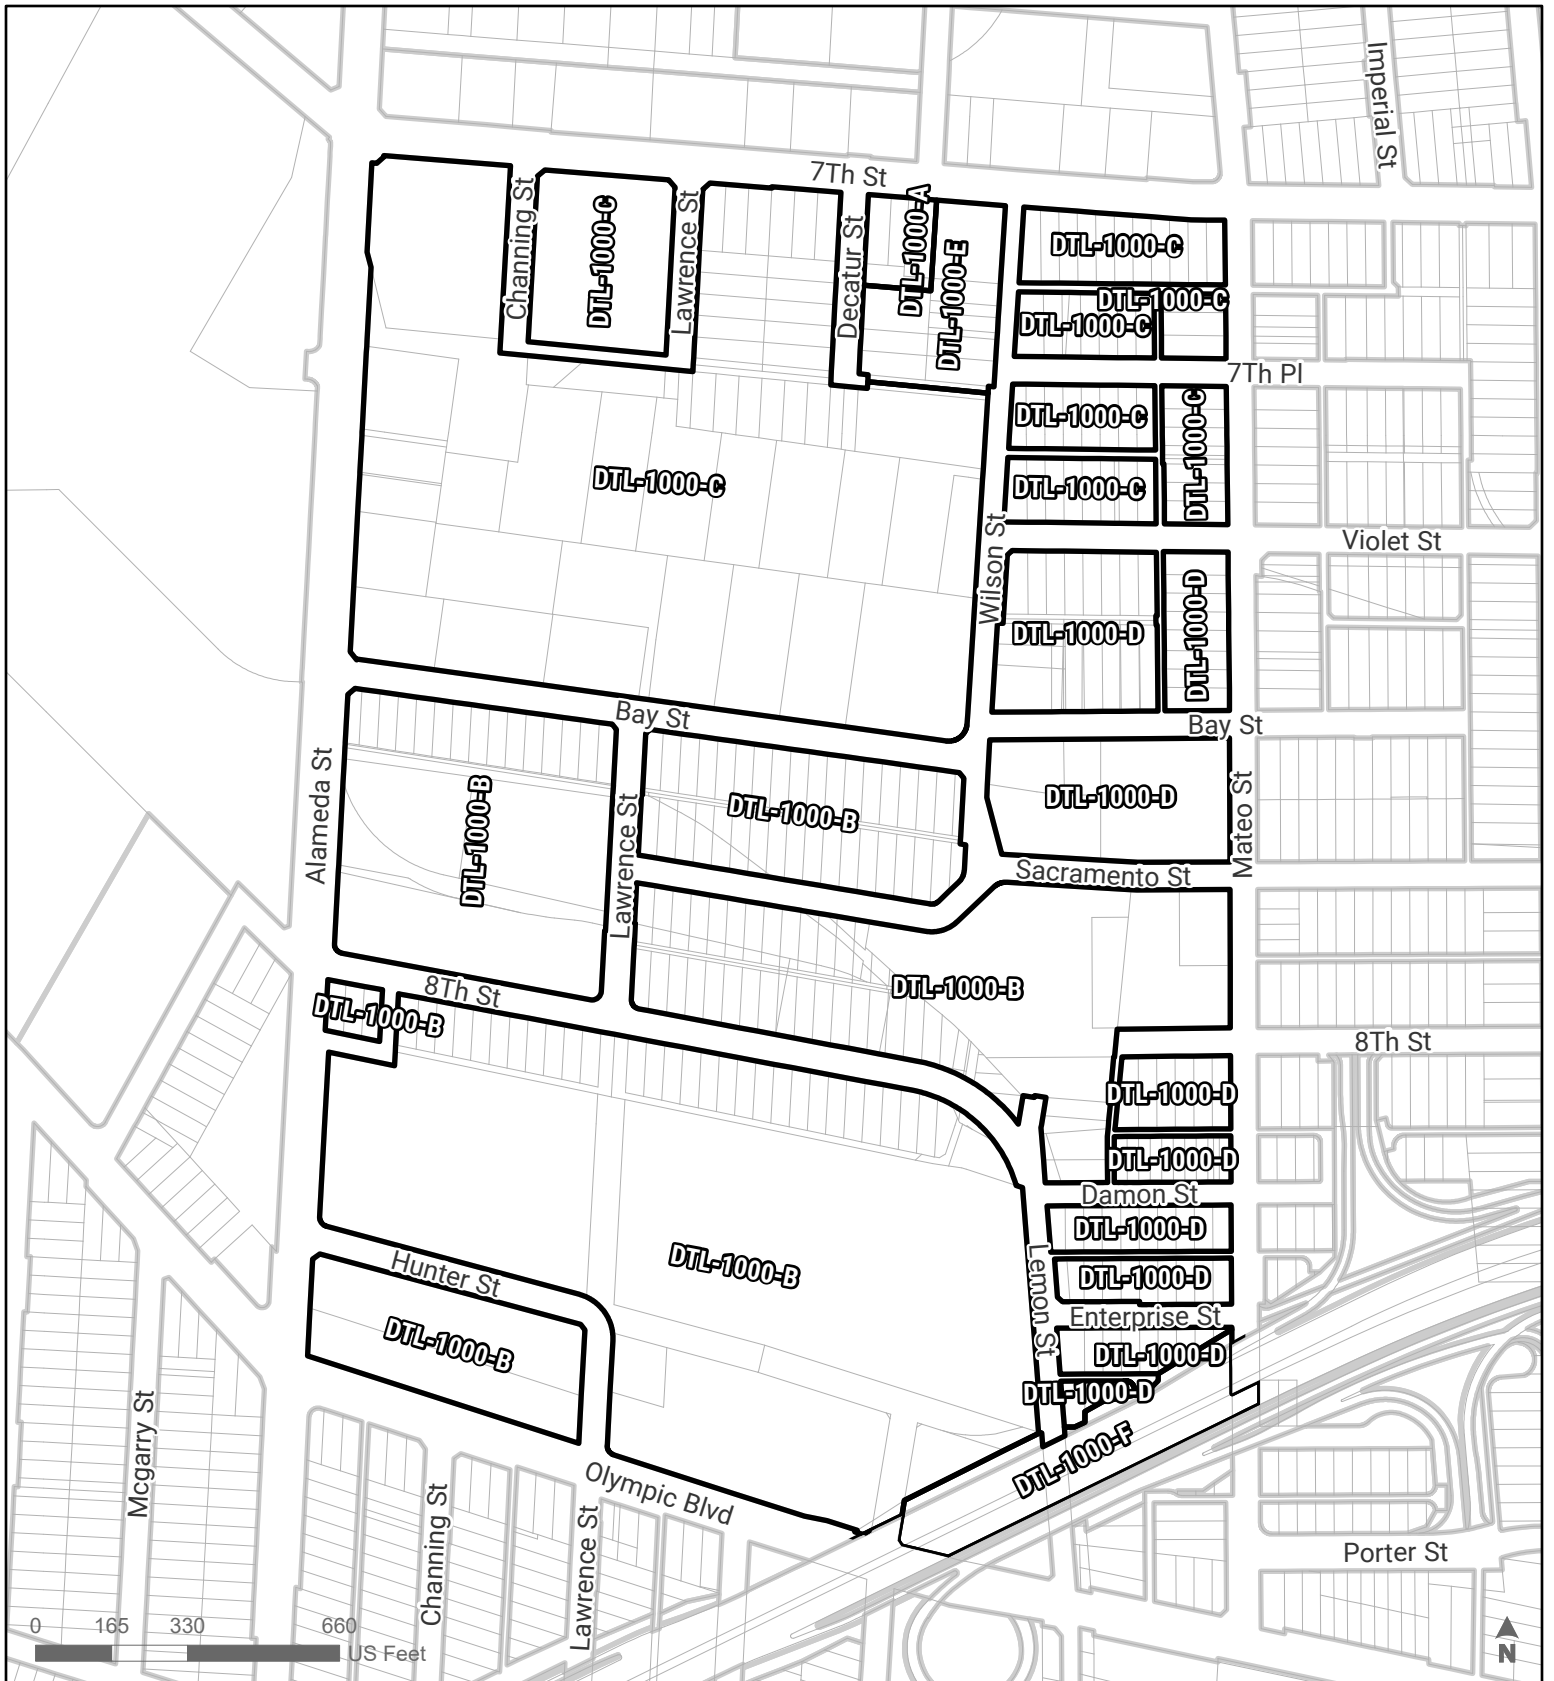 Imperial St
7Th St
Channing St
DTL-1000-C
Lawrence St
Decatur St
DTL-1000-A
DTL-1000-E
DTL-1000-C
DTL-1000-C
DTL-1000-C
7Th Pl
DTL-1000-C
DTL-1000-C
DTL-1000-C
DTL-1000-C
Wilson St
Violet St
DTL-1000-D
DTL-1000-D
Bay St
Bay St
Alameda St
DTL-1000-B
Lawrence St
DTL-1000-B
DTL-1000-D
Mateo St
Sacramento St
8Th St
DTL-1000-B
DTL-1000-B
8Th St
DTL-1000-D
DTL-1000-D
Damon St
DTL-1000-D
Hunter St
DTL-1000-B
Lemon St
DTL-1000-D
Enterprise St
DTL-1000-B
DTL-1000-D
DTL-1000-D
Mcgarry St
DTL-1000-F
Olympic Blvd
Channing St
Lawrence St
Porter St
0 165 330 660
US Feet
N